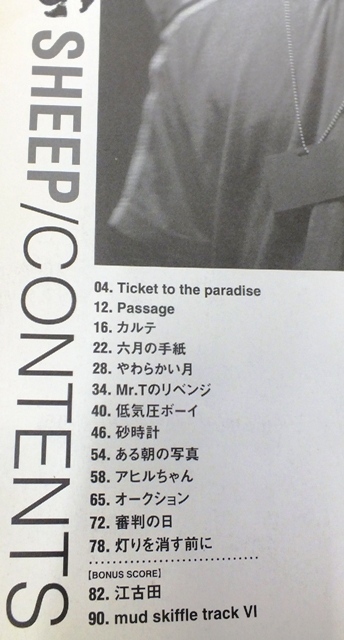 SHEEP/CONTENTS
04. Ticket to the paradise
12. Passage
16. カルテ
22. 六月の手紙
28. やわらかい月
34. Mr.Tのリベンジ
40. 低気圧ボーイ
46. 砂時計
54. ある朝の写真
58. アヒルちゃん
65. オークション
72. 審判の日
78. 灯りを消す前に
【BONUS SCORE】
82. 江古田
90. mud skiffle track VI